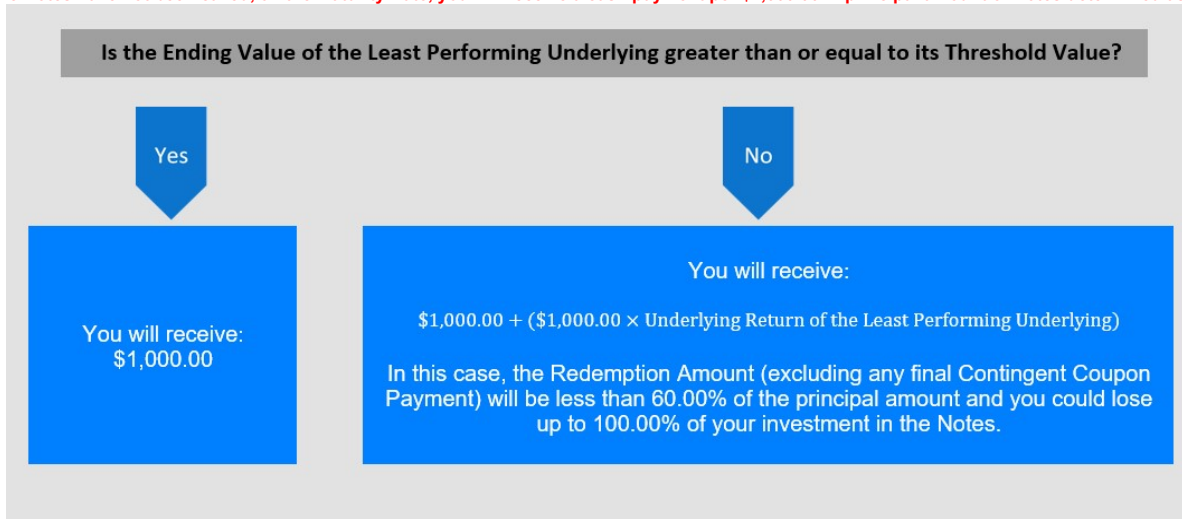 Is the Ending Value of the Least Performing Underlying greater than or equal to its Threshold Value?
Yes
No
You will receive:
$1,000.00
You will receive:
$1,000.00 + ($1,000.00 × Underlying Return of the Least Performing Underlying)
In this case, the Redemption Amount (excluding any final Contingent Coupon
Payment) will be less than 60.00% of the principal amount and you could lose
up to 100.00% of your investment in the Notes.